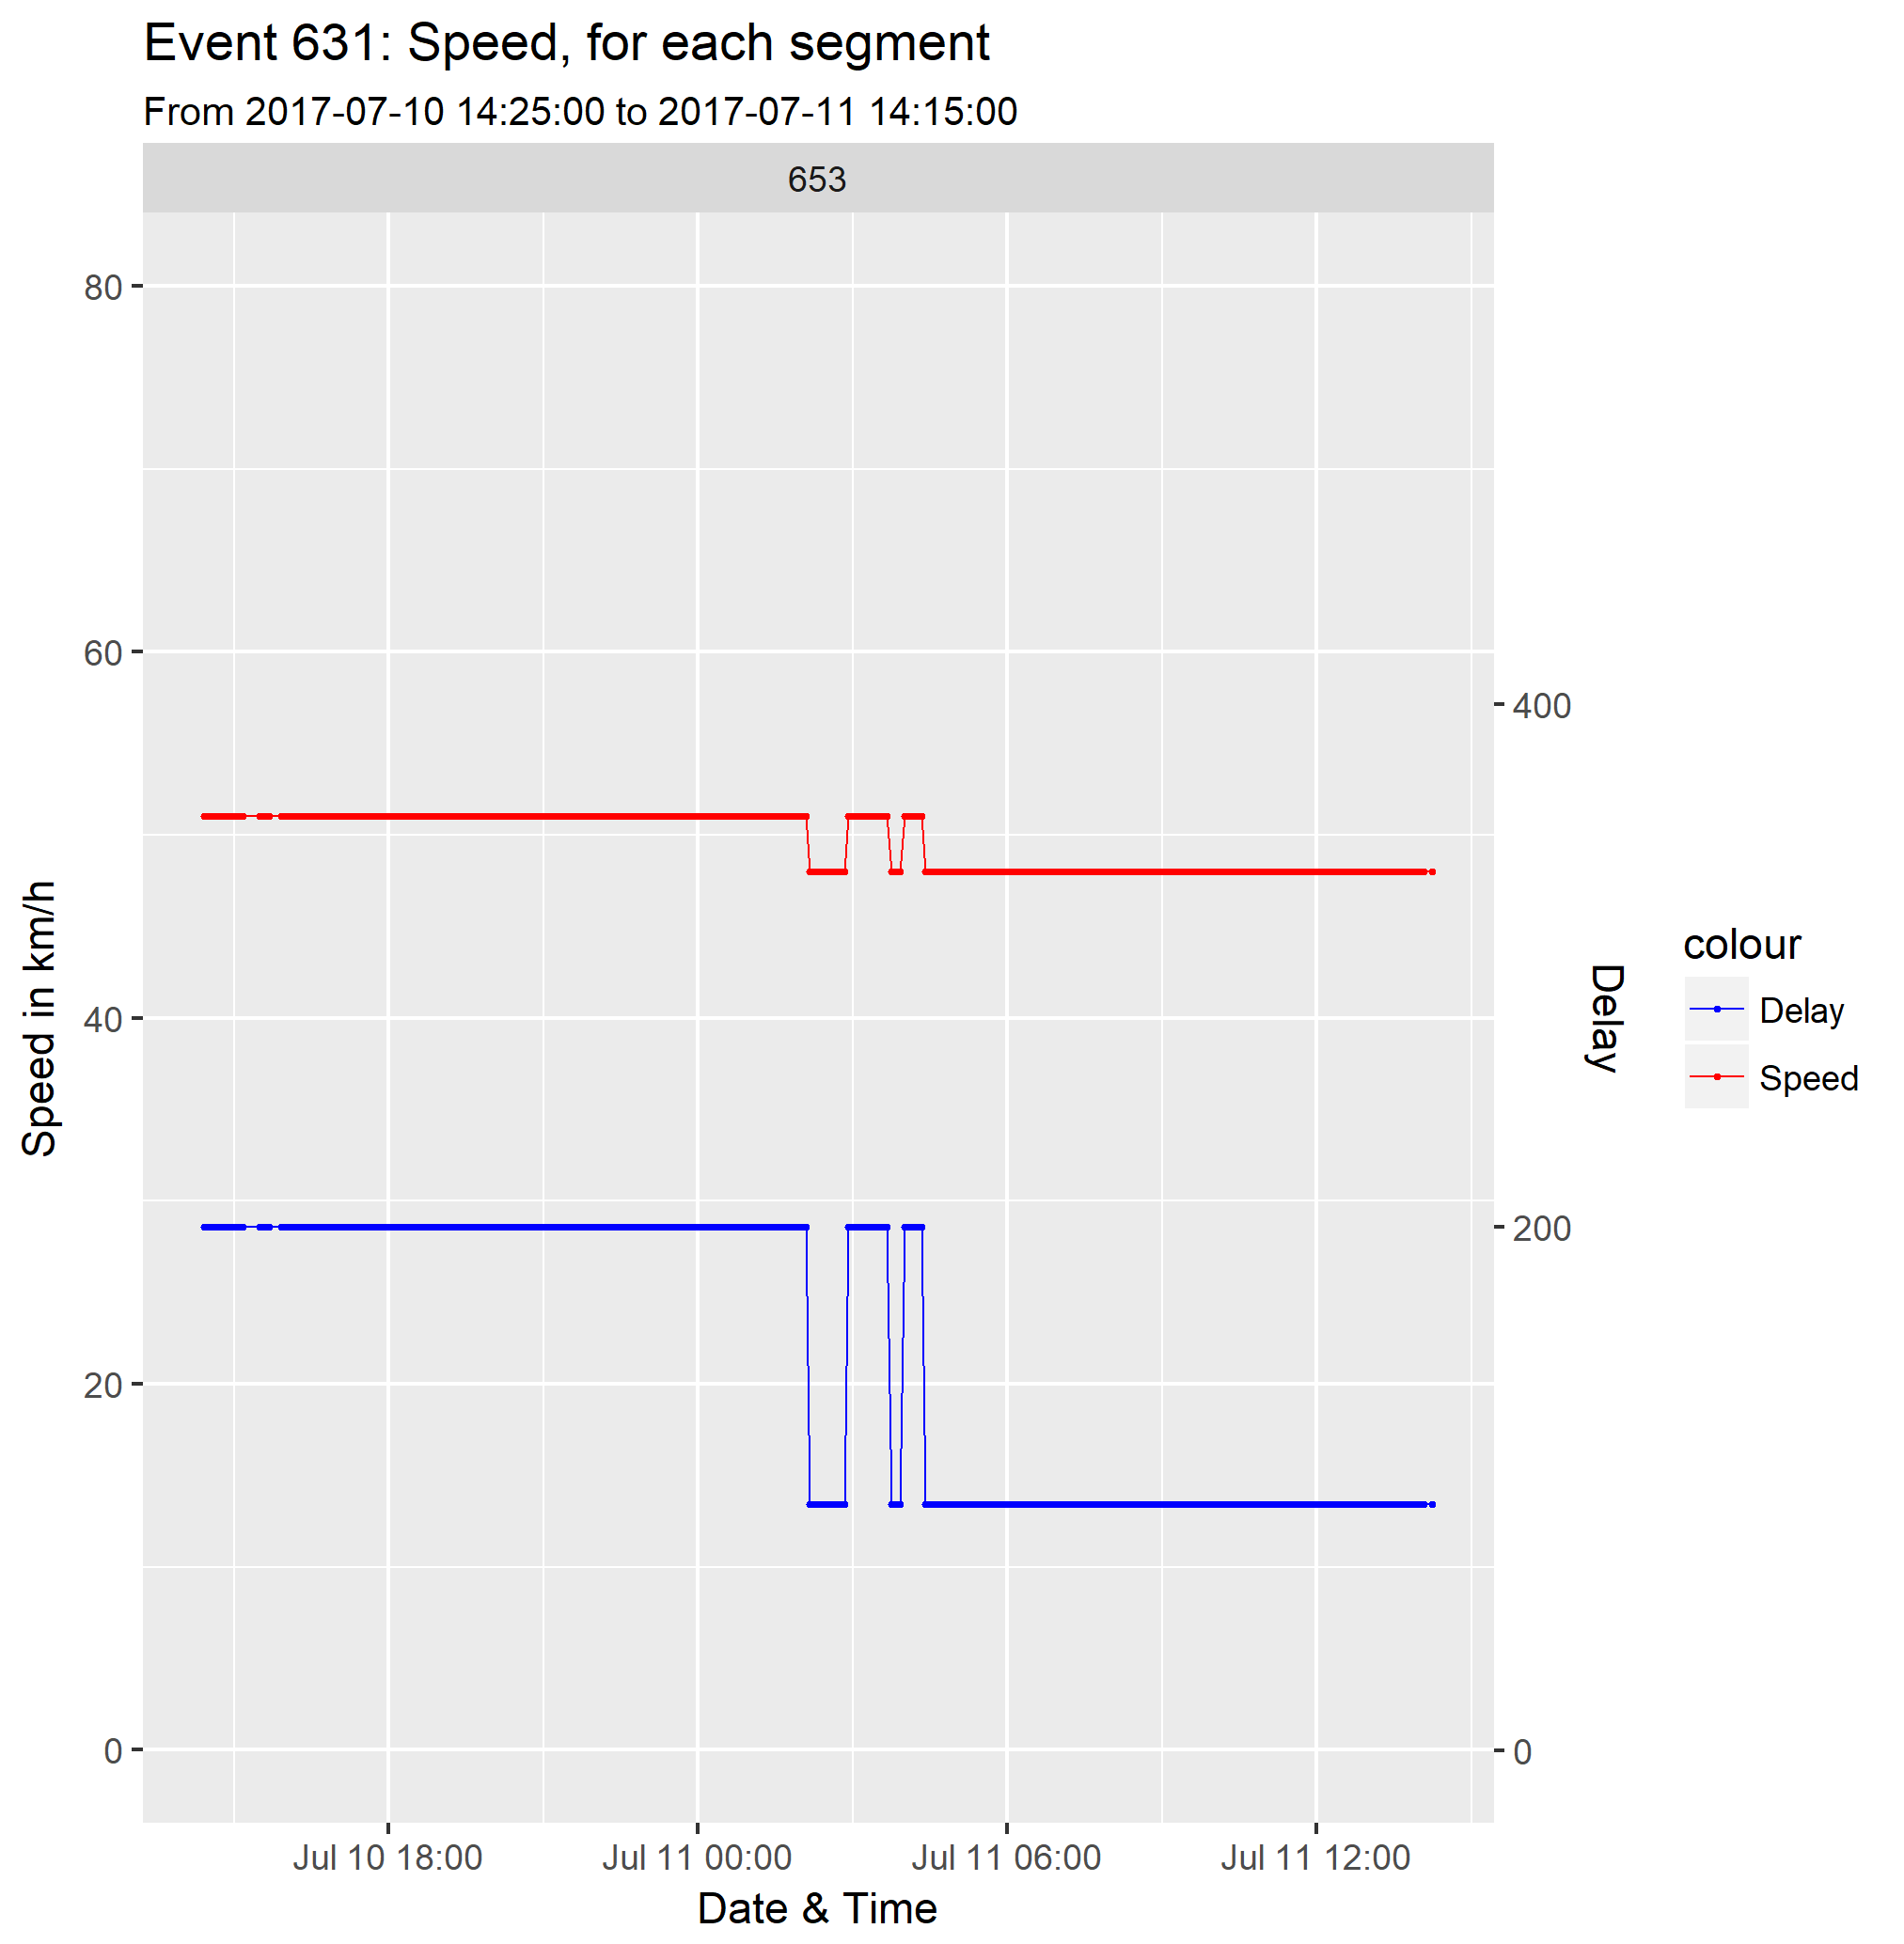 Event 631: Speed, for each segment
From 2017-07-10 14:25:00 to 2017-07-11 14:15:00
653
80
60
40
20
0
Speed in km/h
400
200
0
Delay
colour
Delay
Speed
Jul 10 18:00
Jul 11 00:00
Jul 11 06:00
Jul 11 12:00
Date & Time